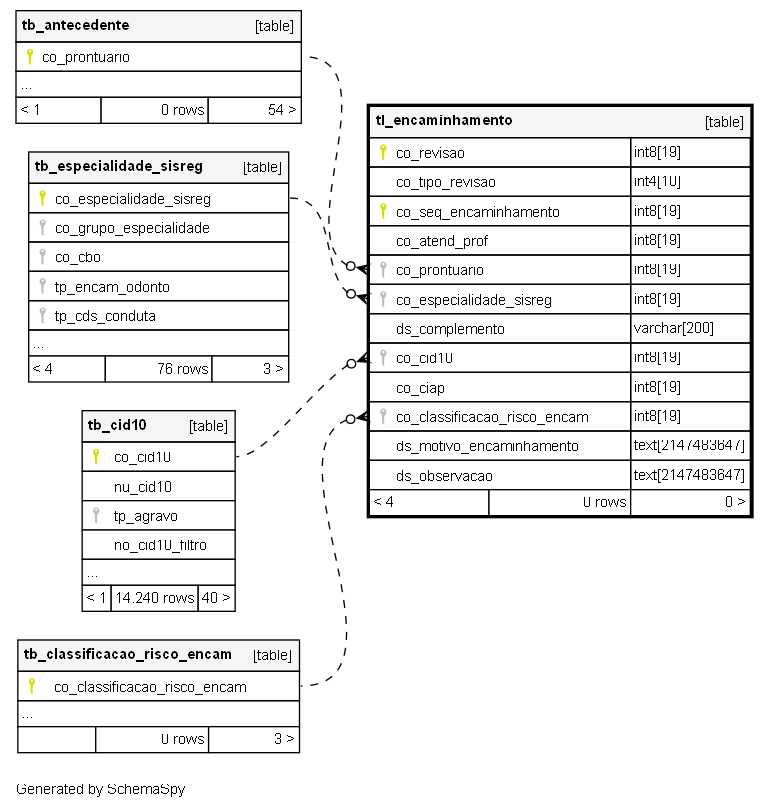 tb_antecedente [table]
co_prontuario
...
< 1 0 rows 54 >
tb_especialidade_sisreg [table]
co_especialidade_sisreg
co_grupo_especialidade
co_cbo
tp_encam_odonto
tp_cds_conduta
...
< 4 76 rows 3 >
tb_cid10 [table]
co_cid10
nu_cid10
tp_agravo
no_cid10_filtro
...
< 1 14.240 rows 40 >
tb_classificacao_risco_encam [table]
co_classificacao_risco_encam
...
0 rows 3 >
tl_encaminhamento [table]
co_revisao int8[19]
co_tipo_revisao int4[10]
co_seq_encaminhamento int8[19]
co_atend_prof int8[19]
co_prontuario int8[19]
co_especialidade_sisreg int8[19]
ds_complemento varchar[200]
co_cid10 int8[19]
co_ciap int8[19]
co_classificacao_risco_encam int8[19]
ds_motivo_encaminhamento text[2147483647]
ds_observacao text[2147483647]
< 4 0 rows 0 >
Generated by SchemaSpy